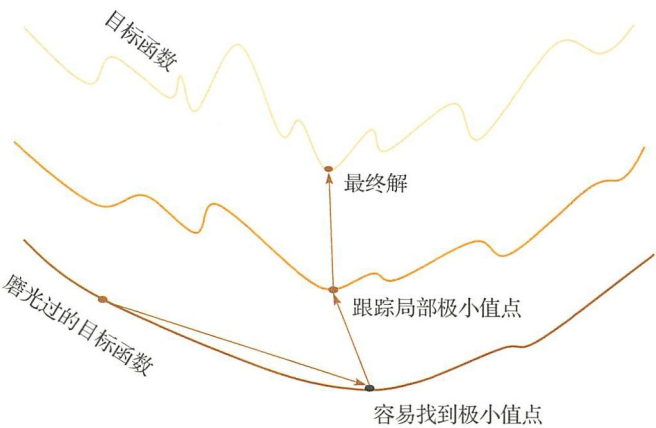 目标函数
最终解
跟踪局部极小值点
磨光过的目标函数
容易找到极小值点